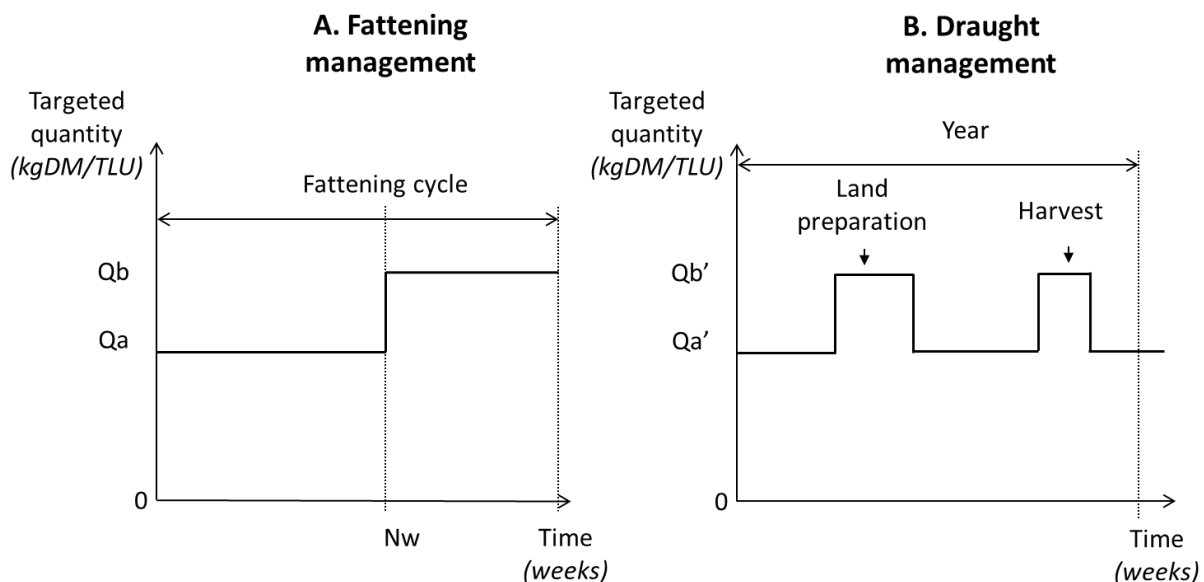 A. Fattening
management
Targeted
quantity
(kgDM/TLU)
Fattening cycle
Qb
Qa
0
Nw
Time
(weeks)
B. Draught
management
Targeted
quantity
(kgDM/TLU)
Year
Land
preparation
Harvest
Qb’
Qa’
0
Time
(weeks)